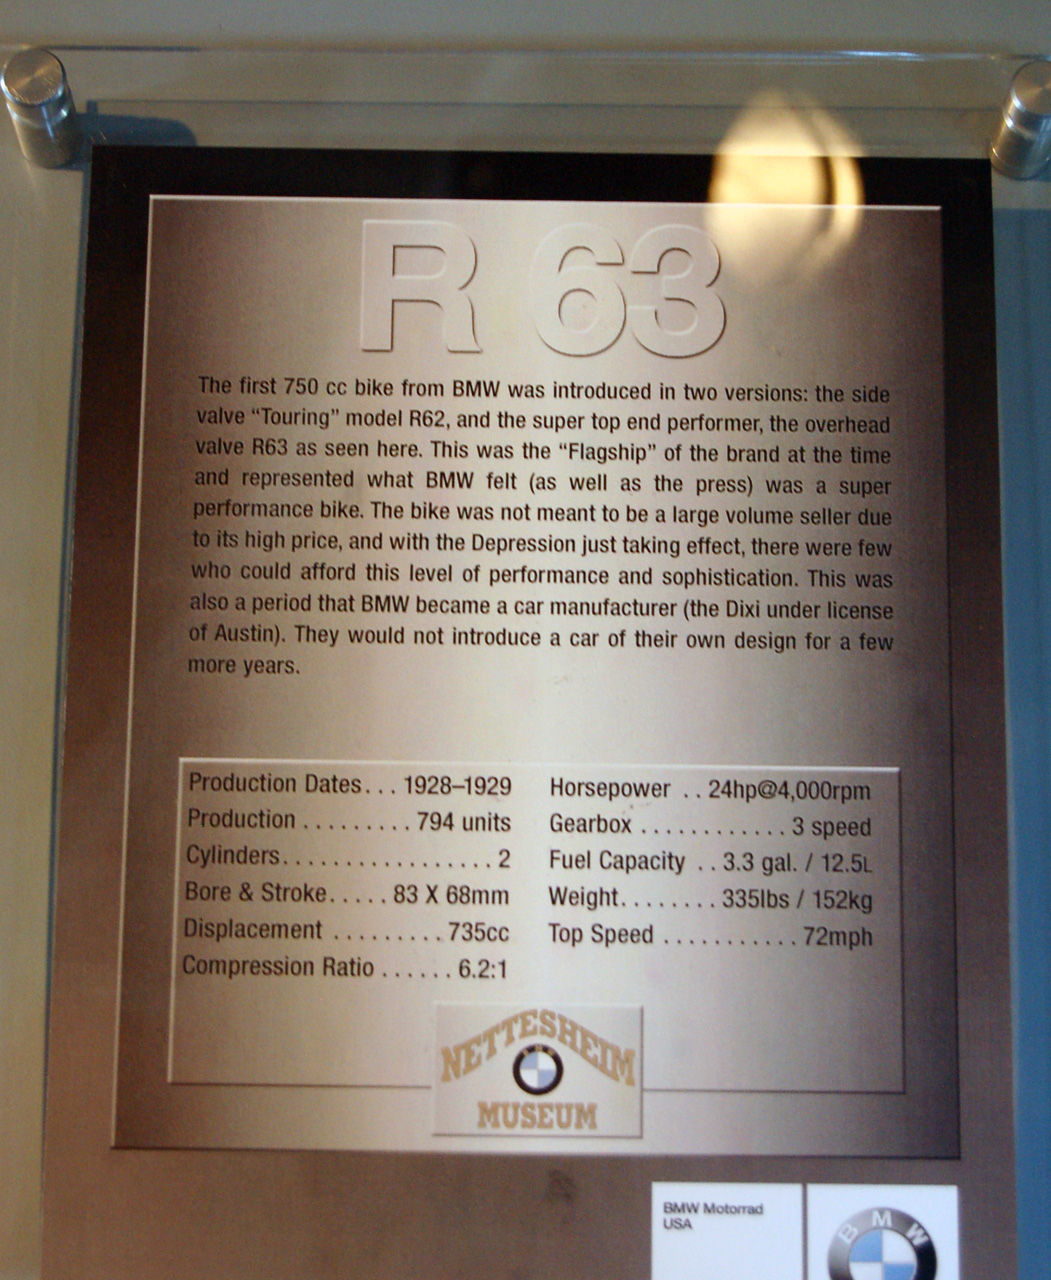 R 63
The first 750 cc bike from BMW was introduced in two versions: the side
valve “Touring” model R62, and the super top end performer, the overhead
valve R63 as seen here. This was the “Flagship” of the brand at the time
and represented what BMW felt (as well as the press) was a super
performance bike. The bike was not meant to be a large volume seller due
to its high price, and with the Depression just taking effect, there were few
who could afford this level of performance and sophistication. This was
also a period that BMW became a car manufacturer (the Dixi under license
of Austin). They would not introduce a car of their own design for a few
more years.
Production Dates... 1928–1929
Production ......... 794 units
Cylinders................. 2
Bore & Stroke..... 83 X 68mm
Displacement ......... 735cc
Compression Ratio ...... 6.2:1
Horsepower .. 24hp@4,000rpm
Gearbox ............ 3 speed
Fuel Capacity .. 3.3 gal. / 12.5L
Weight........ 335lbs / 152kg
Top Speed ........... 72mph
NETTESHEIM
BMW
MUSEUM
BMW Motorrad
USA
BMW